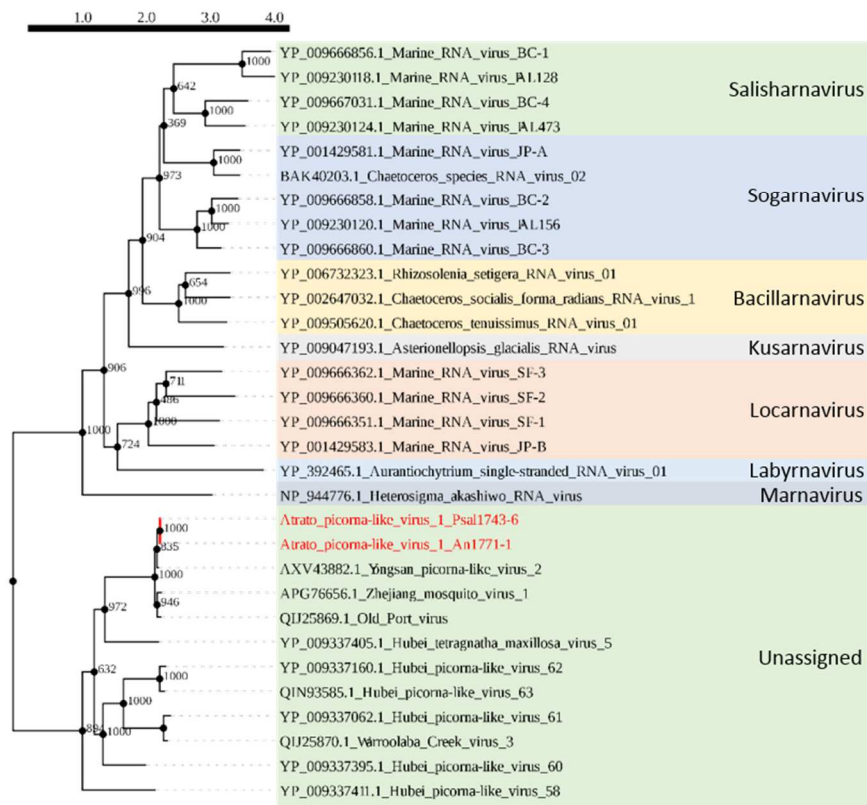 1.0 2.0 3.0 4.0
YP_009666856.1_Marine_RNA_virus_BC-1
1000
YP_009230118.1_Marine_RNA_virus_PAL128
642
Salisharnavirus
YP_009667031.1_Marine_RNA_virus_BC-4
1000
369
YP_009230124.1_Marine_RNA_virus_PAL473
YP_001429581.1_Marine_RNA_virus_JP-A
1000
973
BAK40203.1_Chaetoceros_species_RNA_virus_02
Sogarnavirus
YP_009666858.1_Marine_RNA_virus_BC-2
1000
YP_009230120.1_Marine_RNA_virus_PAL156
1000
904
YP_009666860.1_Marine_RNA_virus_BC-3
YP_006732323.1_Rhizosolenia_setigera_RNA_virus_01
654
996
YP_002647032.1_Chaetoceros_socialis_forma_radians_RNA_virus_1
Bacillarnavirus
1000
YP_009505620.1_Chaetoceros_tenuissimus_RNA_virus_01
YP_009047193.1_Asterionellopsis_glacialis_RNA_virus
Kusarnavirus
906
YP_009666362.1_Marine_RNA_virus_SF-3
711
YP_009666360.1_Marine_RNA_virus_SF-2
486
Locarnavirus
YP_009666351.1_Marine_RNA_virus_SF-1
1000
1000
YP_001429583.1_Marine_RNA_virus_JP-B
724
YP_392465.1_Aurantiochytrium_single-stranded_RNA_virus_01
Labyrnavirus
NP_944776.1_Heterosigma_akashiwo_RNA_virus
Marnavirus
Atrato_picorna-like_virus_1_Psal1743-6
1000
Atrato_picorna-like_virus_1_An1771-1
835
AXV43882.1_Yongsan_picorna-like_virus_2
1000
APG76656.1_Zhejiang_mosquito_virus_1
946
972
QIJ25869.1_Old_Port_virus
YP_009337405.1_Hubei_tetragnatha_maxillosa_virus_5
Unassigned
YP_009337160.1_Hubei_picorna-like_virus_62
632
1000
QIN93585.1_Hubei_picorna-like_virus_63
1000
YP_009337062.1_Hubei_picorna-like_virus_61
894
1000
QIJ25870.1_Warroolaba_Creek_virus_3
YP_009337395.1_Hubei_picorna-like_virus_60
YP_009337411.1_Hubei_picorna-like_virus_58